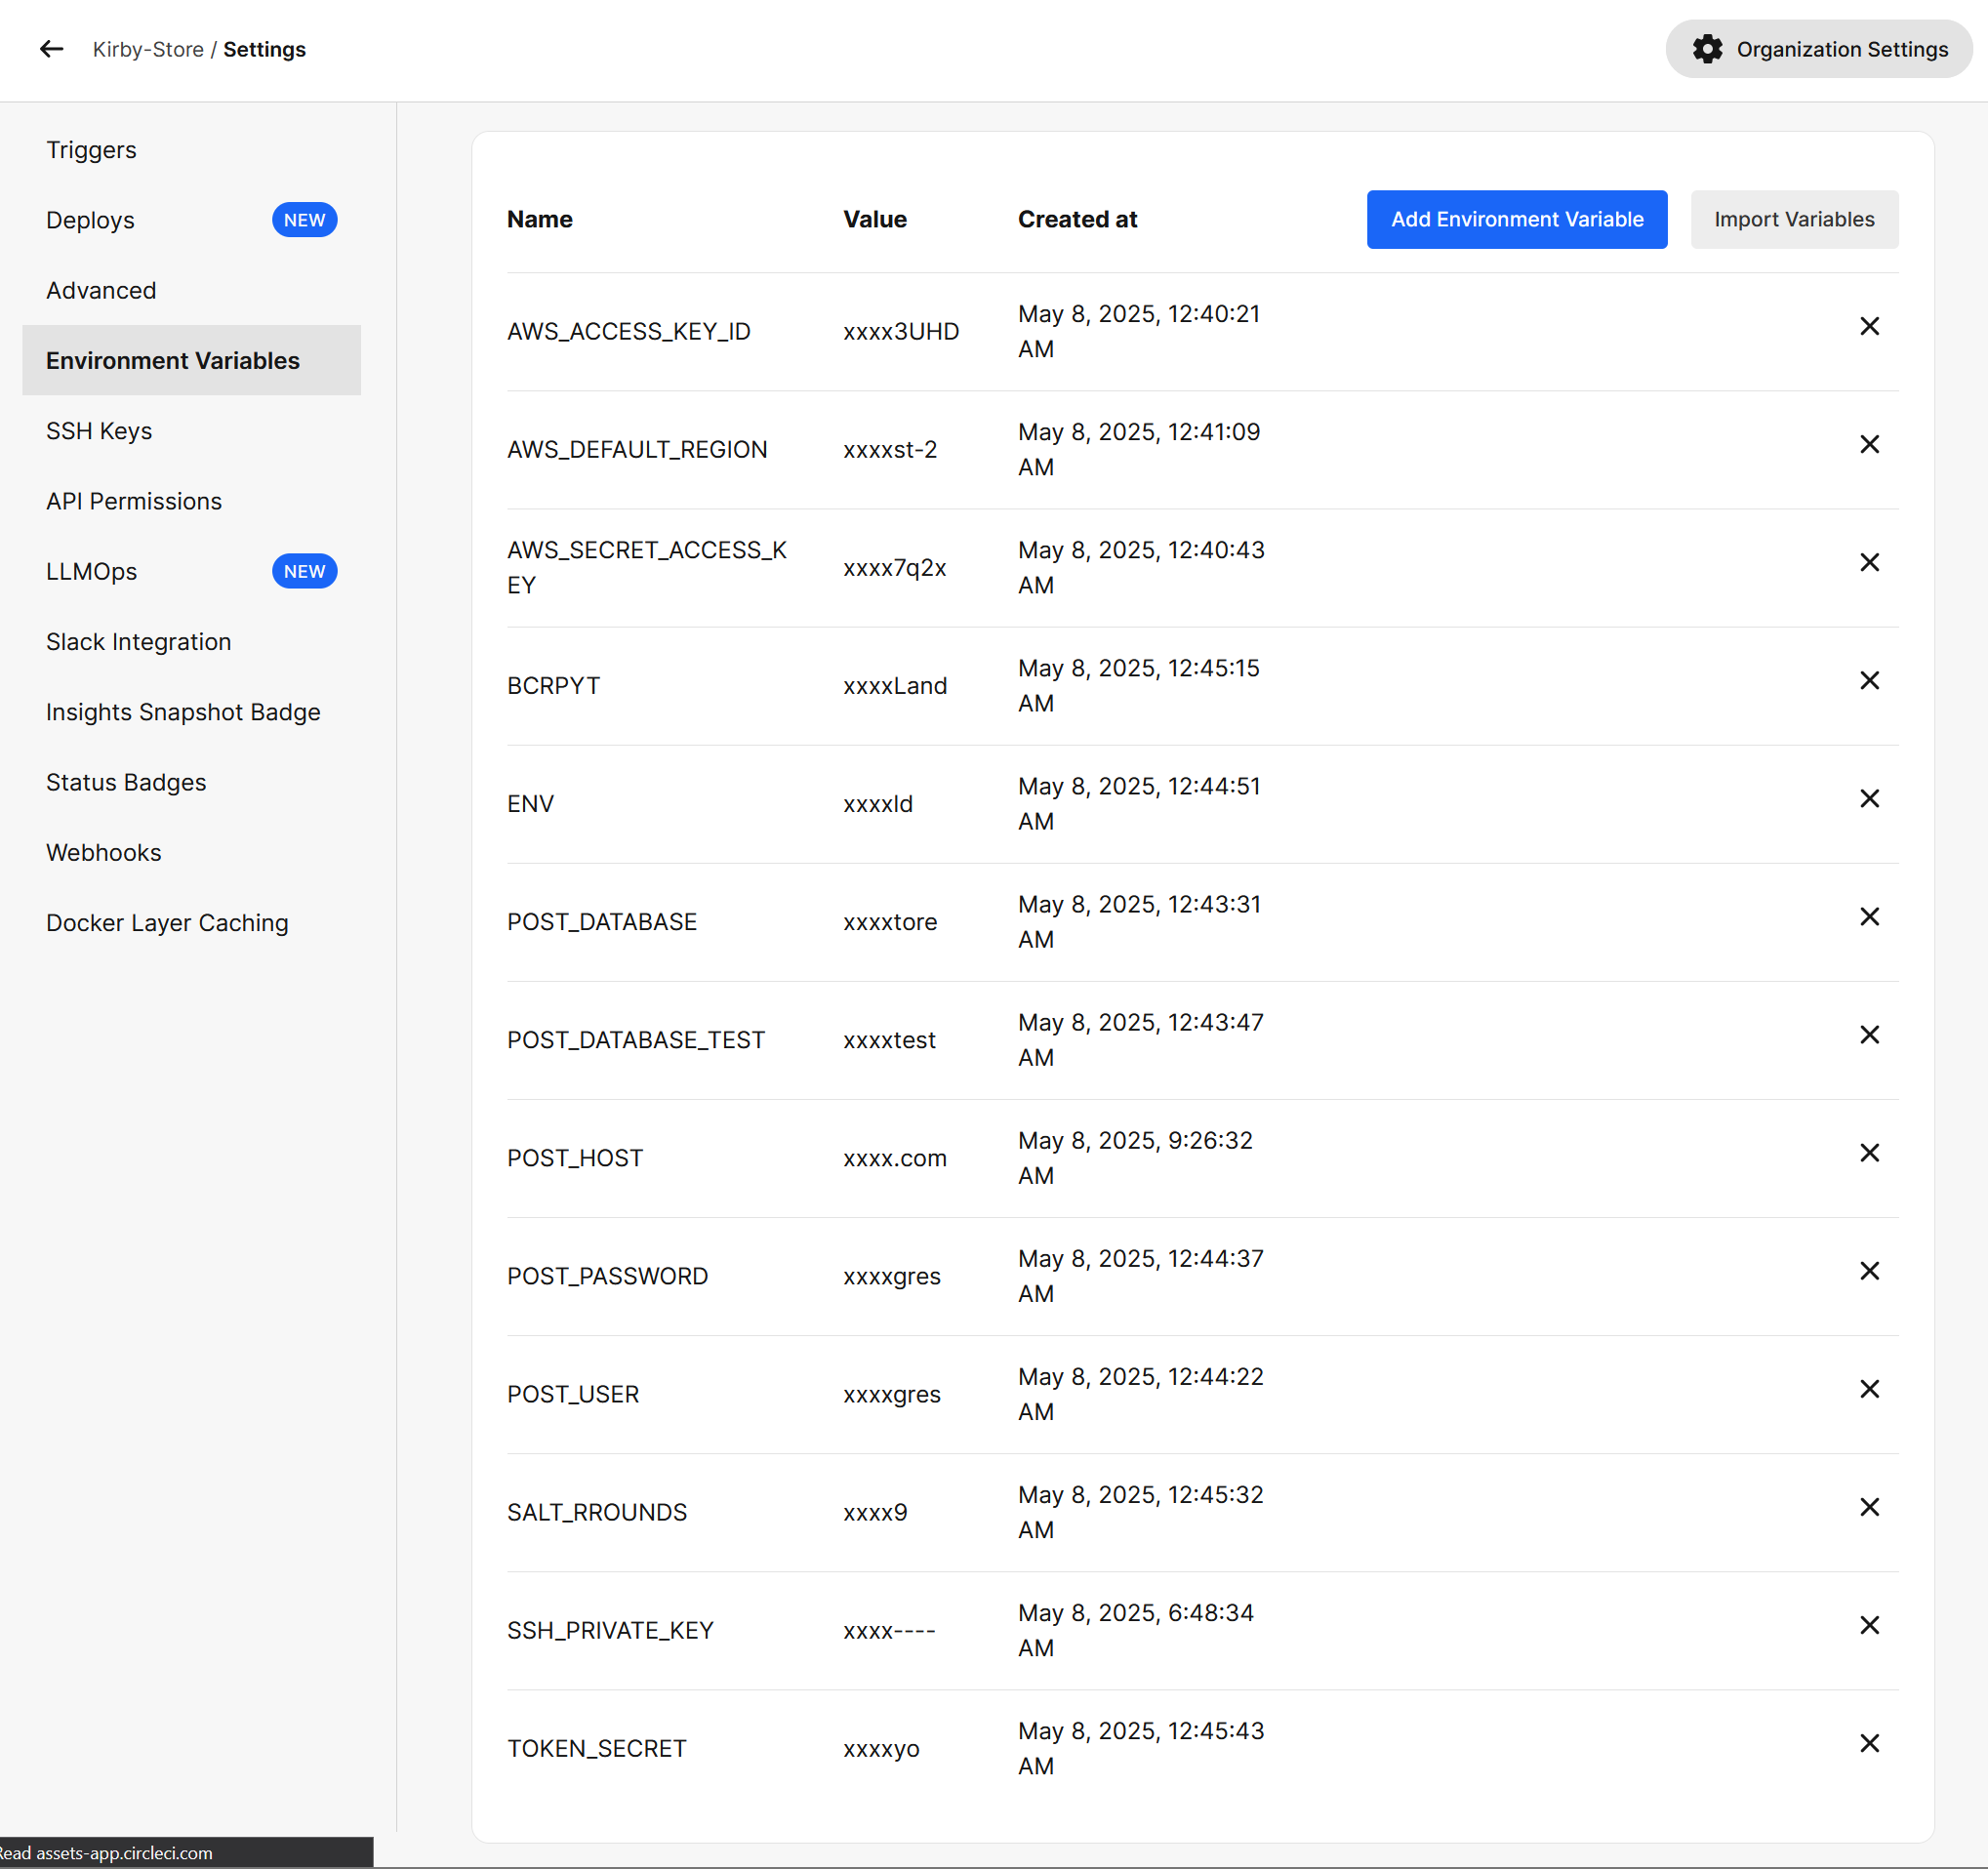 Kirby-Store / Settings
Organization Settings
Triggers
Deploys NEW
Advanced
Environment Variables
SSH Keys
API Permissions
LLMOps NEW
Slack Integration
Insights Snapshot Badge
Status Badges
Webhooks
Docker Layer Caching
Name Value Created at Add Environment Variable Import Variables
AWS_ACCESS_KEY_ID xxxx3UHD May 8, 2025, 12:40:21
AM
AWS_DEFAULT_REGION xxxxst-2 May 8, 2025, 12:41:09
AM
AWS_SECRET_ACCESS_K xxxx7q2x May 8, 2025, 12:40:43
EY AM
BCRPYT xxxxLand May 8, 2025, 12:45:15
AM
ENV xxxxld May 8, 2025, 12:44:51
AM
POST_DATABASE xxxxtore May 8, 2025, 12:43:31
AM
POST_DATABASE_TEST xxxxtest May 8, 2025, 12:43:47
AM
POST_HOST xxxx.com May 8, 2025, 9:26:32
AM
POST_PASSWORD xxxxgres May 8, 2025, 12:44:37
AM
POST_USER xxxxgres May 8, 2025, 12:44:22
AM
SALT_RROUNDS xxxx9 May 8, 2025, 12:45:32
AM
SSH_PRIVATE_KEY xxxx---- May 8, 2025, 6:48:34
AM
TOKEN_SECRET xxxxyo May 8, 2025, 12:45:43
AM
Read assets-app.circleci.com